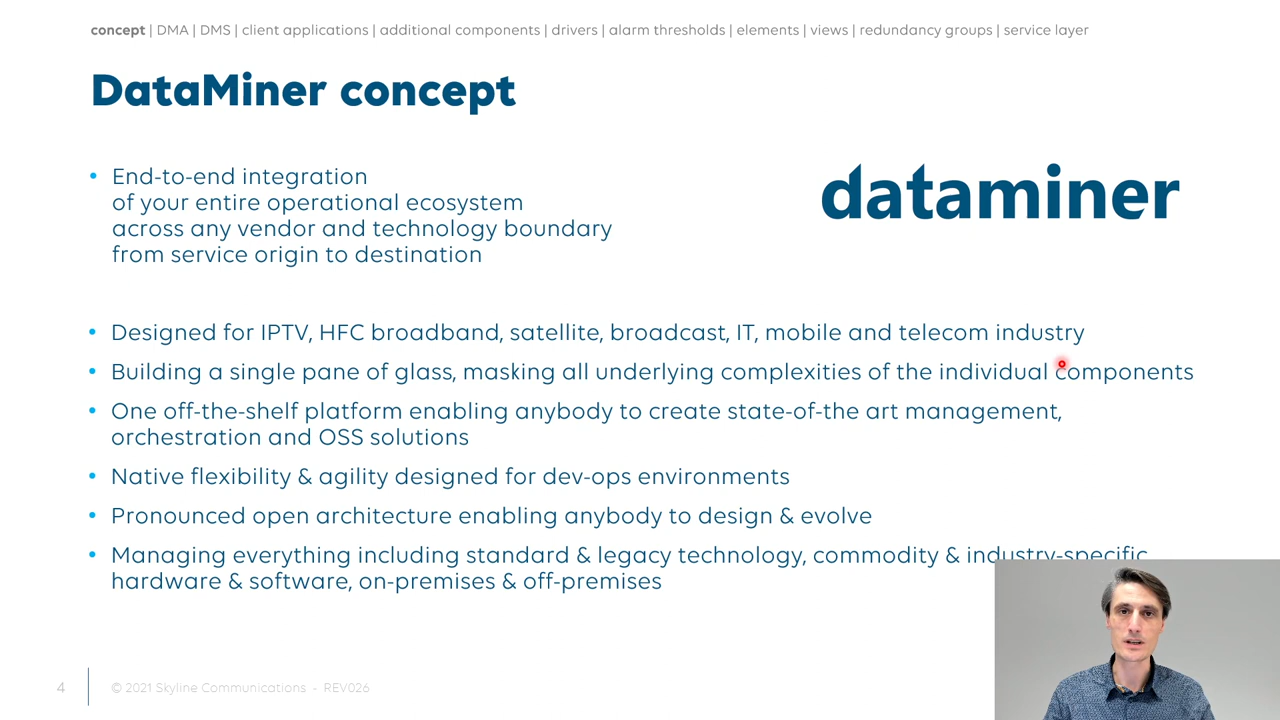 concept | DMA | DMS | client applications | additional components | drivers | alarm thresholds | elements | views | redundancy groups | service layer
DataMiner concept
dataminer
• End-to-end integration
of your entire operational ecosystem
across any vendor and technology boundary
from service origin to destination
• Designed for IPTV, HFC broadband, satellite, broadcast, IT, mobile and telecom industry
• Building a single pane of glass, masking all underlying complexities of the individual components
• One off-the-shelf platform enabling anybody to create state-of-the art management,
orchestration and OSS solutions
• Native flexibility & agility designed for dev-ops environments
• Pronounced open architecture enabling anybody to design & evolve
• Managing everything including standard & legacy technology, commodity & industry-specific
hardware & software, on-premises & off-premises
4
© 2021 Skyline Communications - REV026